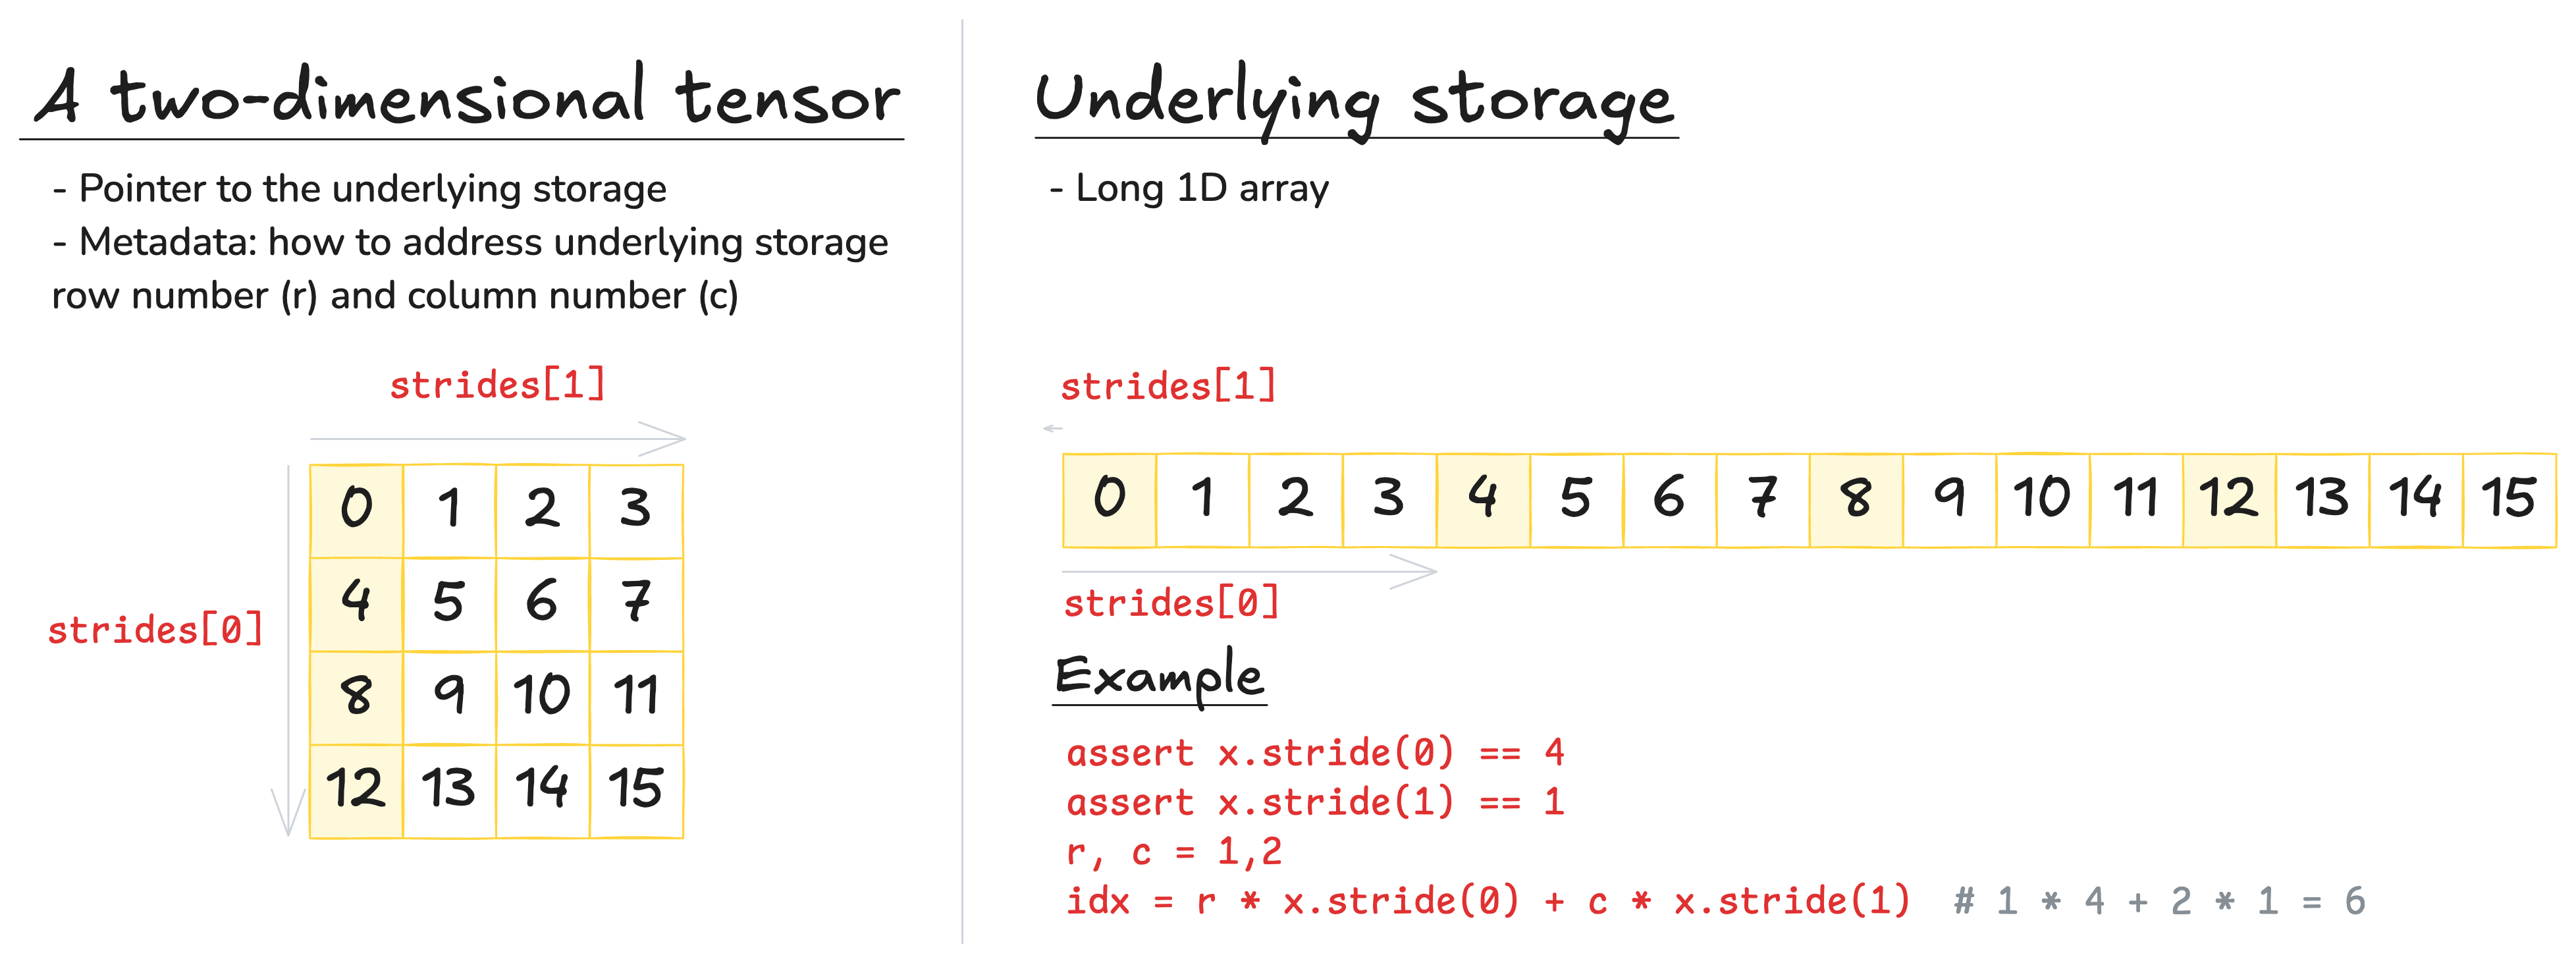 A two-dimensional tensor
- Pointer to the underlying storage
- Metadata: how to address underlying storage
row number (r) and column number (c)
strides[1]
strides[0]
0 1 2 3
4 5 6 7
8 9 10 11
12 13 14 15
Underlying storage
- Long 1D array
strides[1]
0 1 2 3 4 5 6 7 8 9 10 11 12 13 14 15
strides[0]
Example
assert x.stride(0) == 4
assert x.stride(1) == 1
r, c = 1,2
idx = r * x.stride(0) + c * x.stride(1) # 1 * 4 + 2 * 1 = 6